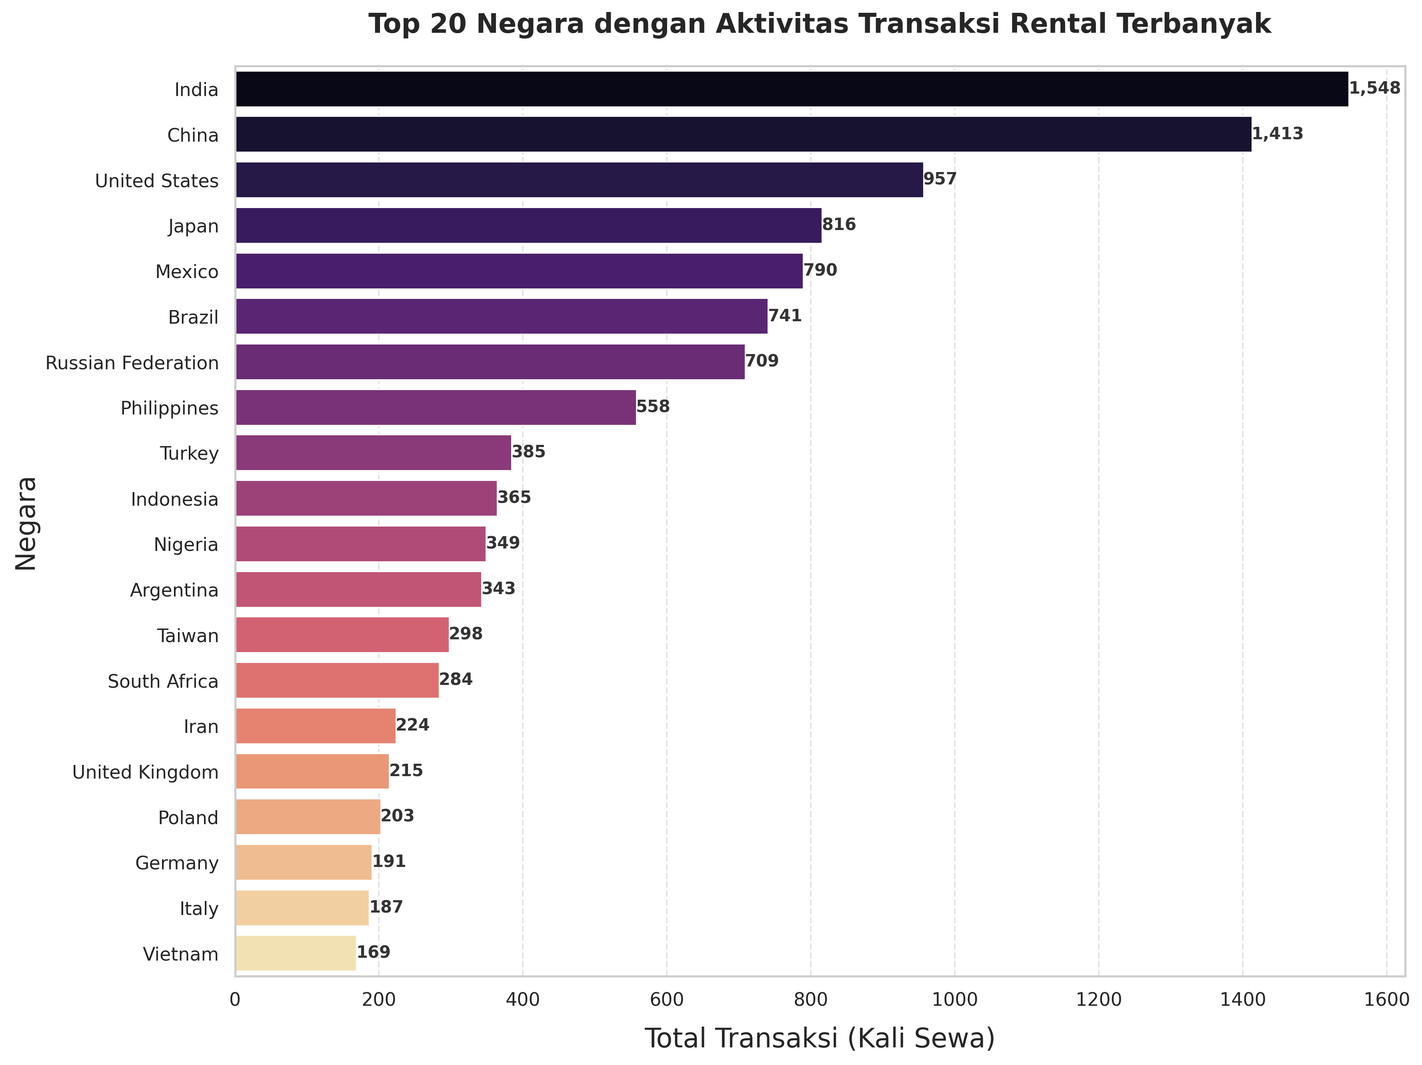 Top 20 Negara dengan Aktivitas Transaksi Rental Terbanyak
India 1,548
China 1,413
United States 957
Japan 816
Mexico 790
Brazil 741
Russian Federation 709
Philippines 558
Turkey 385
Indonesia 365
Nigeria 349
Argentina 343
Taiwan 298
South Africa 284
Iran 224
United Kingdom 215
Poland 203
Germany 191
Italy 187
Vietnam 169
Negara
0 200 400 600 800 1000 1200 1400 1600
Total Transaksi (Kali Sewa)